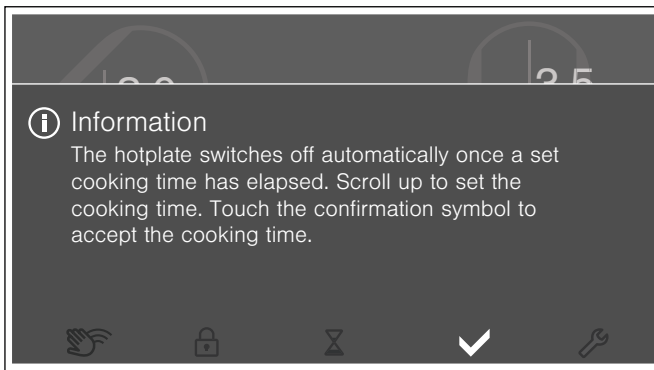 Information
The hotplate switches off automatically once a set
cooking time has elapsed. Scroll up to set the
cooking time. Touch the confirmation symbol to
accept the cooking time.